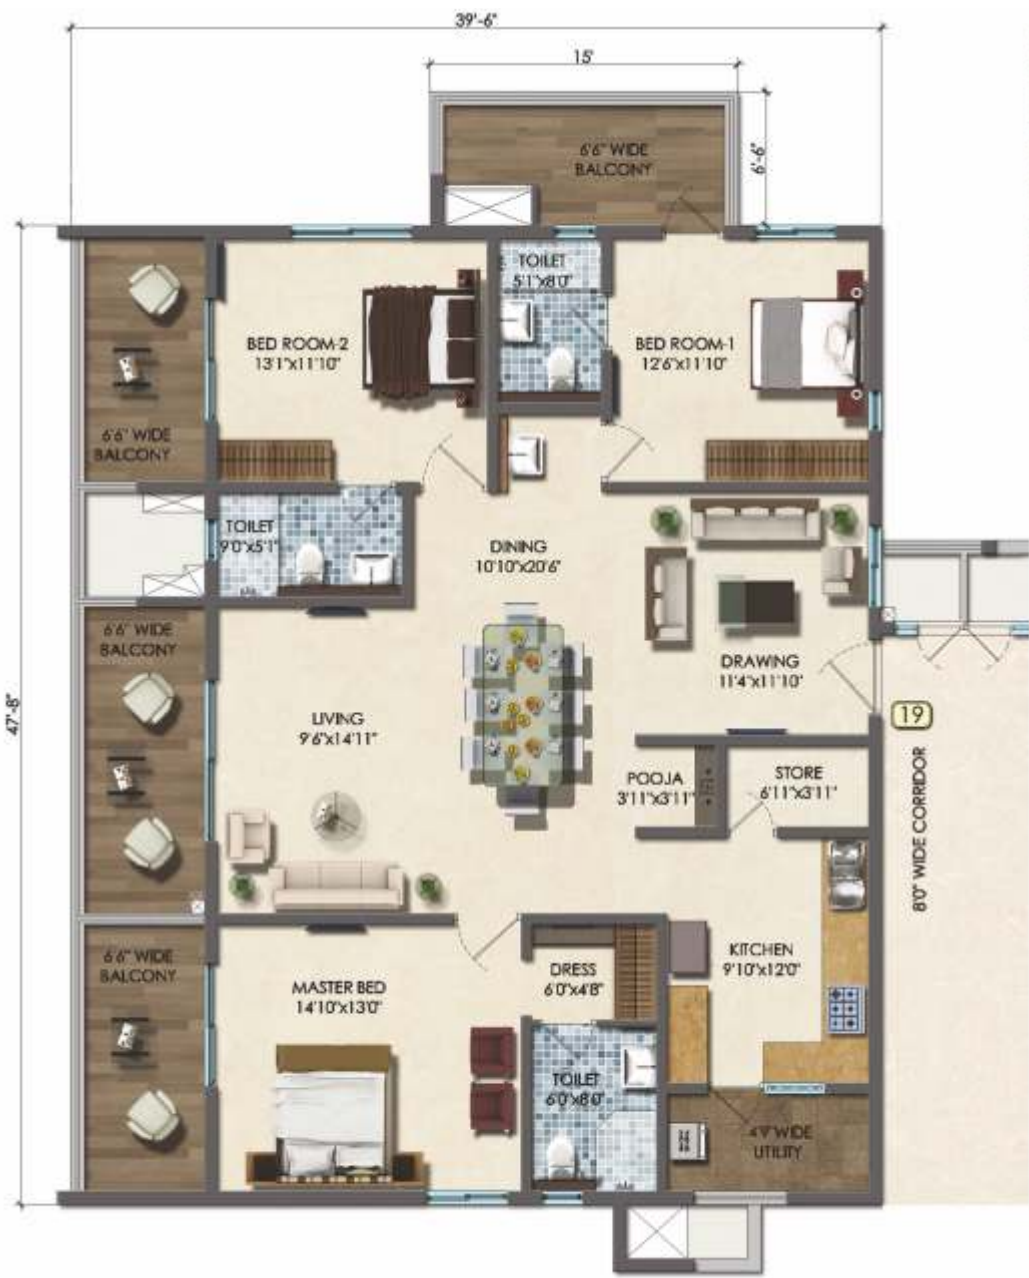 39'-6"
15'
6'-6"
6'6" WIDE
BALCONY
TOILET
5'1"x8'0"
BED ROOM-2
13'1"x11'10"
BED ROOM-1
12'6"x11'10"
6'6" WIDE
BALCONY
TOILET
9'0"x5'1"
DINING
10'10"x20'6"
6'6" WIDE
BALCONY
DRAWING
11'4"x11'10"
47'-8"
LIVING
9'6"x14'11"
19
POOJA
3'11"x3'11"
STORE
6'11"x3'11"
8'0" WIDE CORRIDOR
6'6" WIDE
BALCONY
MASTER BED
14'10"x13'0"
DRESS
6'0"x4'8"
KITCHEN
9'10"x12'0"
TOILET
6'0"x8'0"
WIDE
UTILITY